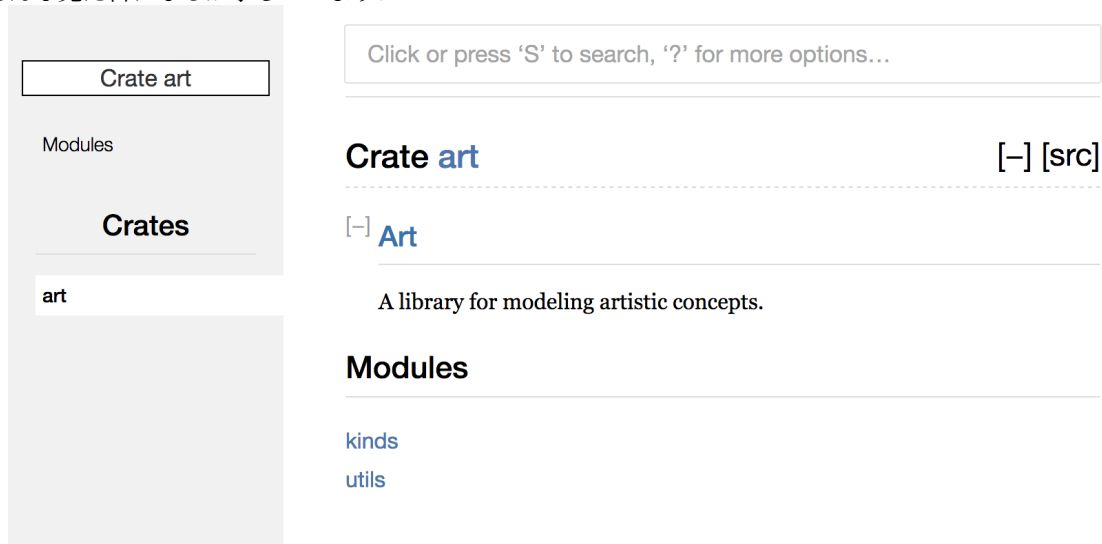 Crate art
Modules
Crates
art
Click or press ‘S’ to search, ‘?’ for more options…
Crate art
[–] [src]
[–] Art
A library for modeling artistic concepts.
Modules
kinds
utils